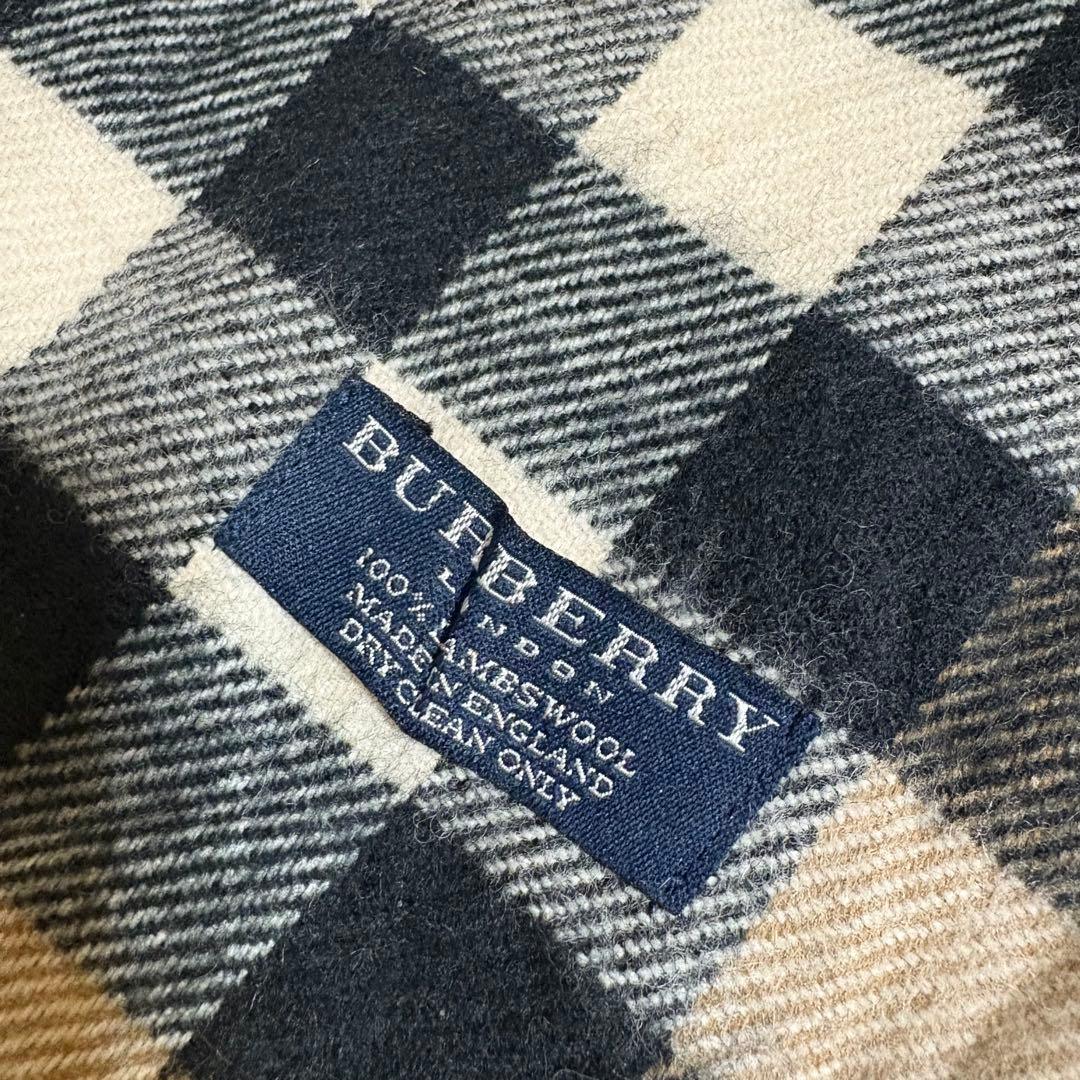 BURBERRY
LONDON
100% LAMBSWOOL
MADE IN ENGLAND
DRY CLEAN ONLY